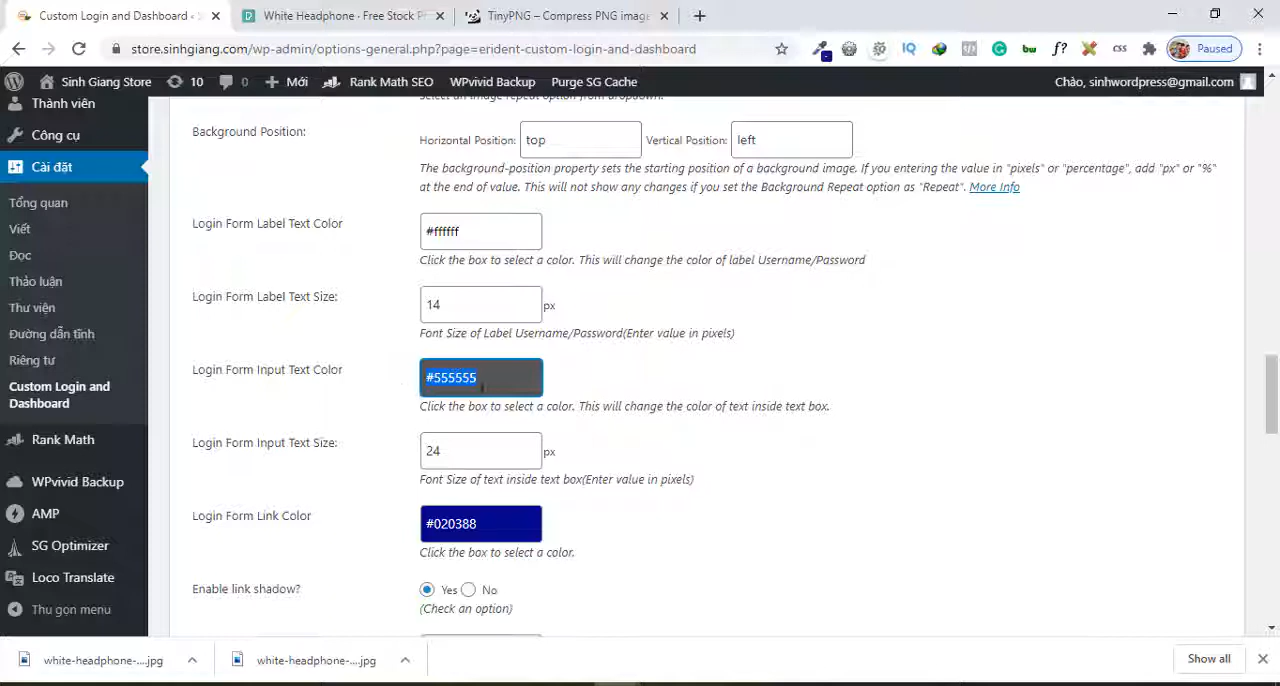 Custom Login and Dashboard ‹ S
White Headphone · Free Stock P
TinyPNG – Compress PNG image
store.sinhgiang.com/wp-admin/options-general.php?page=erident-custom-login-and-dashboard
IQ
bw
f?
css
Paused
Sinh Giang Store
10
0
Mới
Rank Math SEO
WPvivid Backup
Purge SG Cache
Chào, sinhwordpress@gmail.com
Thành viên
Công cụ
Cài đặt
Tổng quan
Viết
Đọc
Thảo luận
Thư viện
Đường dẫn tĩnh
Riêng tư
Custom Login and
Dashboard
Rank Math
WPvivid Backup
AMP
SG Optimizer
Loco Translate
Thu gọn menu
Select an image repeat option from dropdown.
Background Position:
Horizontal Position: top Vertical Position: left
The background-position property sets the starting position of a background image. If you entering the value in "pixels" or "percentage", add "px" or "%"
at the end of value. This will not show any changes if you set the Background Repeat option as "Repeat". More Info
Login Form Label Text Color
#ffffff
Click the box to select a color. This will change the color of label Username/Password
Login Form Label Text Size:
14 px
Font Size of Label Username/Password(Enter value in pixels)
Login Form Input Text Color
#555555
Click the box to select a color. This will change the color of text inside text box.
Login Form Input Text Size:
24 px
Font Size of text inside text box(Enter value in pixels)
Login Form Link Color
#020388
Click the box to select a color.
Enable link shadow?
Yes No
(Check an option)
white-headphone-....jpg
white-headphone-....jpg
Show all